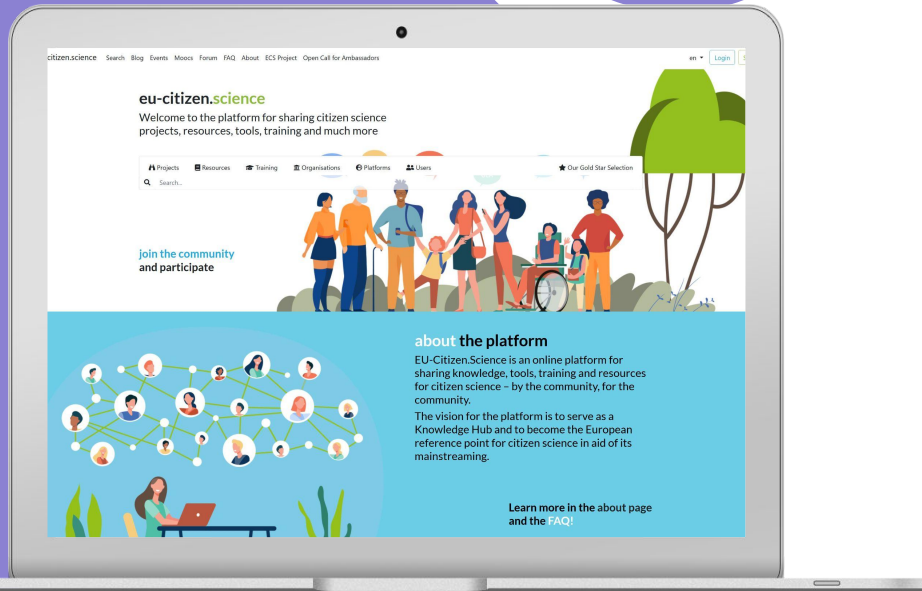 citizen.science Search Blog Events Moocs Forum FAQ About ECS Project Open Call for Ambassadors en Login
eu-citizen.science
Welcome to the platform for sharing citizen science
projects, resources, tools, training and much more
Projects Resources Training Organisations Platforms Users Our Gold Star Selection
Search..
join the community
and participate
about the platform
EU-Citizen.Science is an online platform for
sharing knowledge, tools, training and resources
for citizen science – by the community, for the
community.
The vision for the platform is to serve as a
Knowledge Hub and to become the European
reference point for citizen science in aid of its
mainstreaming.
Learn more in the about page
and the FAQ!